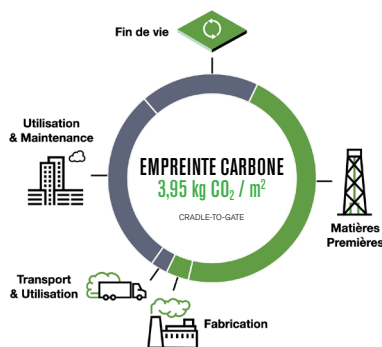 Fin de vie
Utilisation
& Maintenance
EMPREINTE CARBONE
3,95 kg CO₂ / m²
CRADLE-TO-GATE
Matières
Premières
Transport
& Utilisation
Fabrication